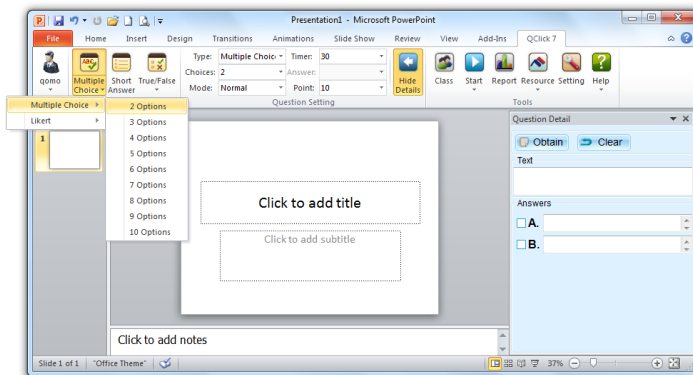 Presentation1 - Microsoft PowerPoint
File Home Insert Design Transitions Animations Slide Show Review View Add-Ins QClick 7
qomo
Multiple Choice
Short Answer
True/False
Type: Multiple Choic Timer: 30
Choices: 2 Answer:
Mode: Normal Point: 10
Question Setting
Hide Details
Class Start Report Resource Setting Help
Tools
Multiple Choice
Likert
2 Options
3 Options
4 Options
5 Options
6 Options
7 Options
8 Options
9 Options
10 Options
1
Click to add title
Click to add subtitle
Click to add notes
Question Detail
Obtain Clear
Text
Answers
A.
B.
Slide 1 of 1 "Office Theme" 37%